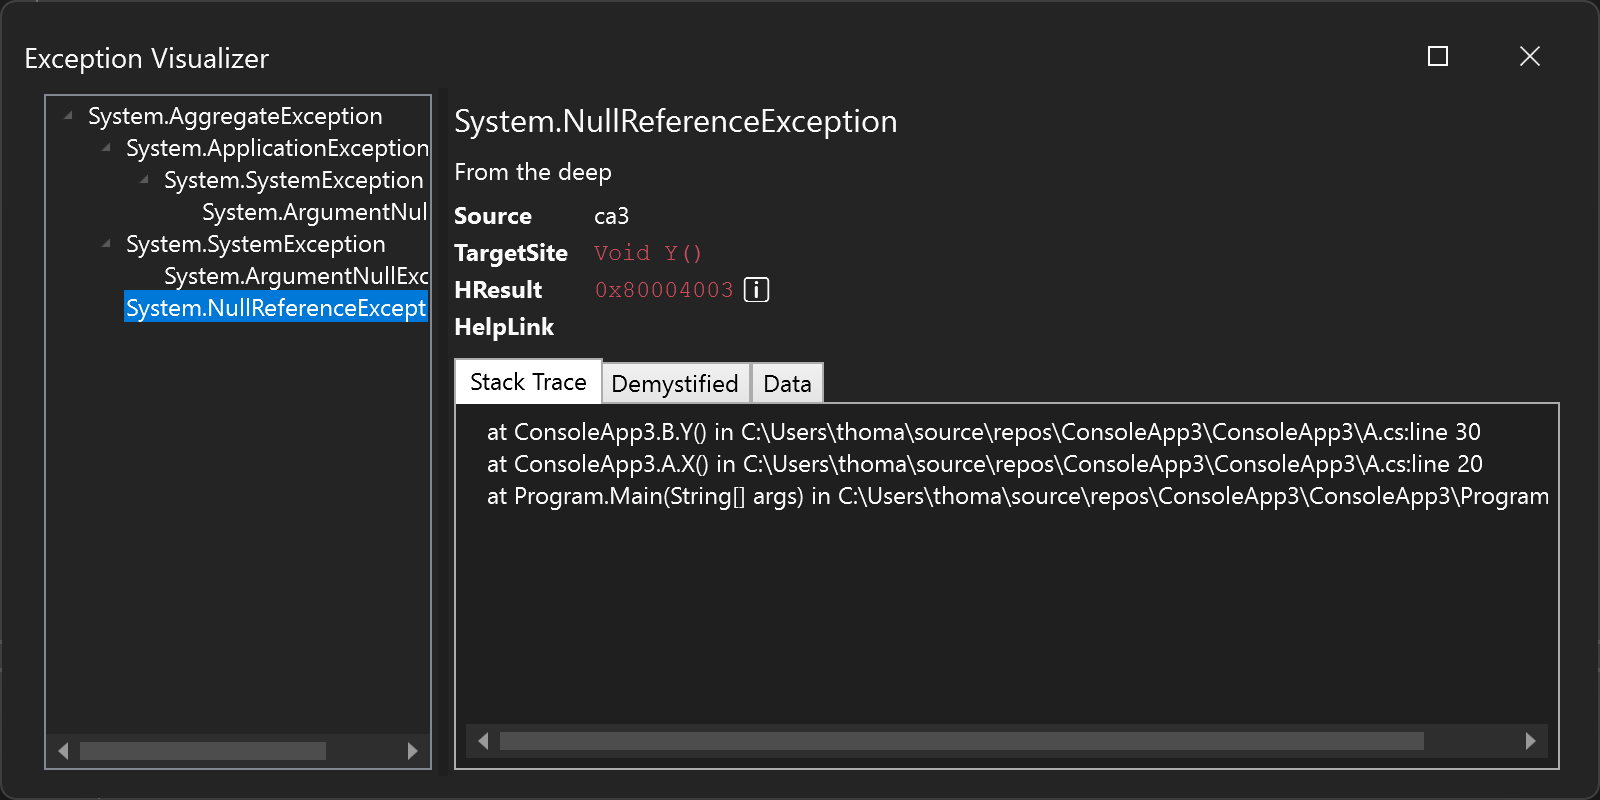 Exception Visualizer
System.AggregateException
System.ApplicationException
System.SystemException
System.ArgumentNul
System.SystemException
System.ArgumentNullExc
System.NullReferenceExcept
System.NullReferenceException
From the deep
Source ca3
TargetSite Void Y()
HResult 0x80004003 i
HelpLink
Stack Trace Demystified Data
at ConsoleApp3.B.Y() in C:\Users\thoma\source\repos\ConsoleApp3\ConsoleApp3\A.cs:line 30
at ConsoleApp3.A.X() in C:\Users\thoma\source\repos\ConsoleApp3\ConsoleApp3\A.cs:line 20
at Program.Main(String[] args) in C:\Users\thoma\source\repos\ConsoleApp3\ConsoleApp3\Program